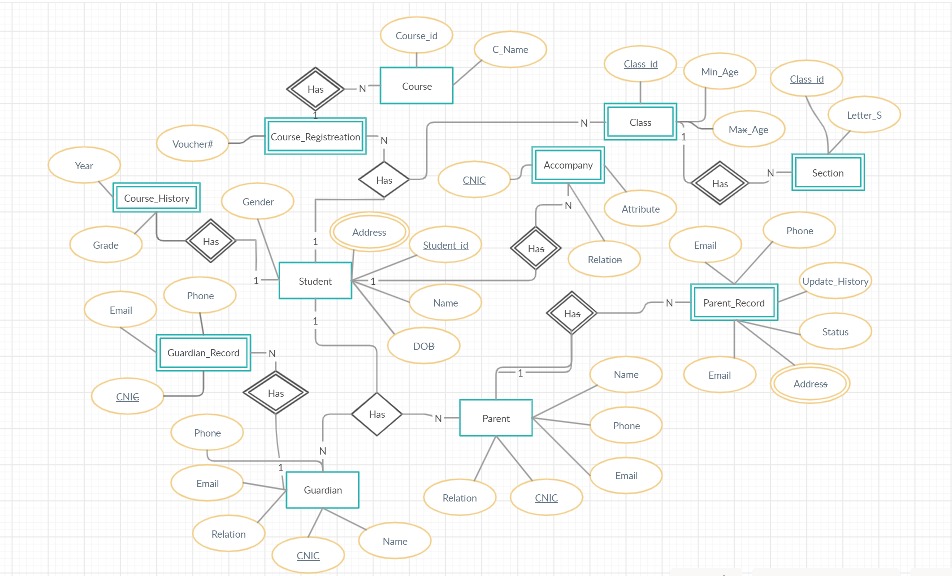 Course_id
C_Name
Has
N
Course
1
Class_id
Min_Age
Class_id
Letter_S
Max_Age
N
Class
1
Voucher#
Course_Registreation
N
Has
Accompany
CNIC
N
Attribute
Relation
Has
N
Section
Year
Course_History
Grade
Has
1
Gender
Address
Student_id
1
Student
1
Name
DOB
1
Has
Email
Phone
Update_History
Parent_Record
Status
Email
Address
N
Has
1
Phone
Email
Guardian_Record
N
CNIC
Has
1
Has
N
N
Parent
Name
Phone
Email
Relation
CNIC
Phone
Email
Guardian
Relation
CNIC
Name